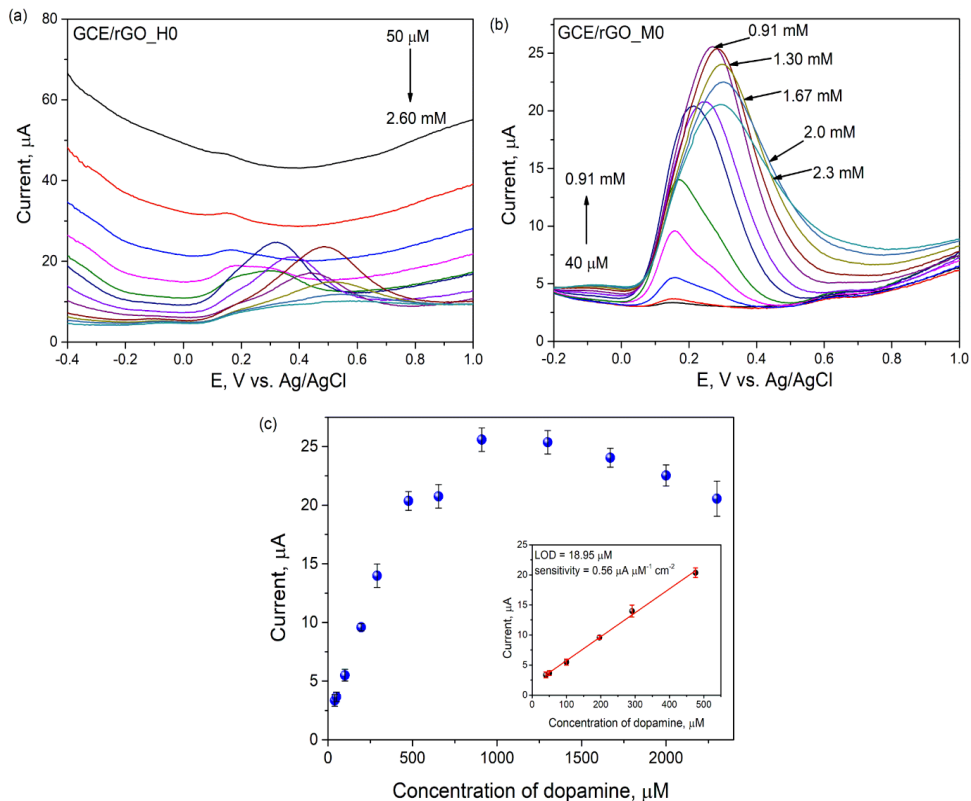 (a)
GCE/rGO_H0
50 µM
2.60 mM
80
60
40
20
0
Current, µA
-0.4
-0.2
0.0
0.2
0.4
0.6
0.8
1.0
E, V vs. Ag/AgCl
(b)
GCE/rGO_M0
0.91 mM
1.30 mM
1.67 mM
2.0 mM
2.3 mM
0.91 mM
40 µM
25
20
15
10
5
0
Current, µA
-0.2
0.0
0.2
0.4
0.6
0.8
1.0
E, V vs. Ag/AgCl
(c)
25
20
15
10
5
0
Current, µA
0
500
1000
1500
2000
Concentration of dopamine, µM
LOD = 18.95 µM
sensitivity = 0.56 µA µM⁻¹ cm⁻²
25
20
15
10
5
0
Current, µA
0
100
200
300
400
500
Concentration of dopamine, µM